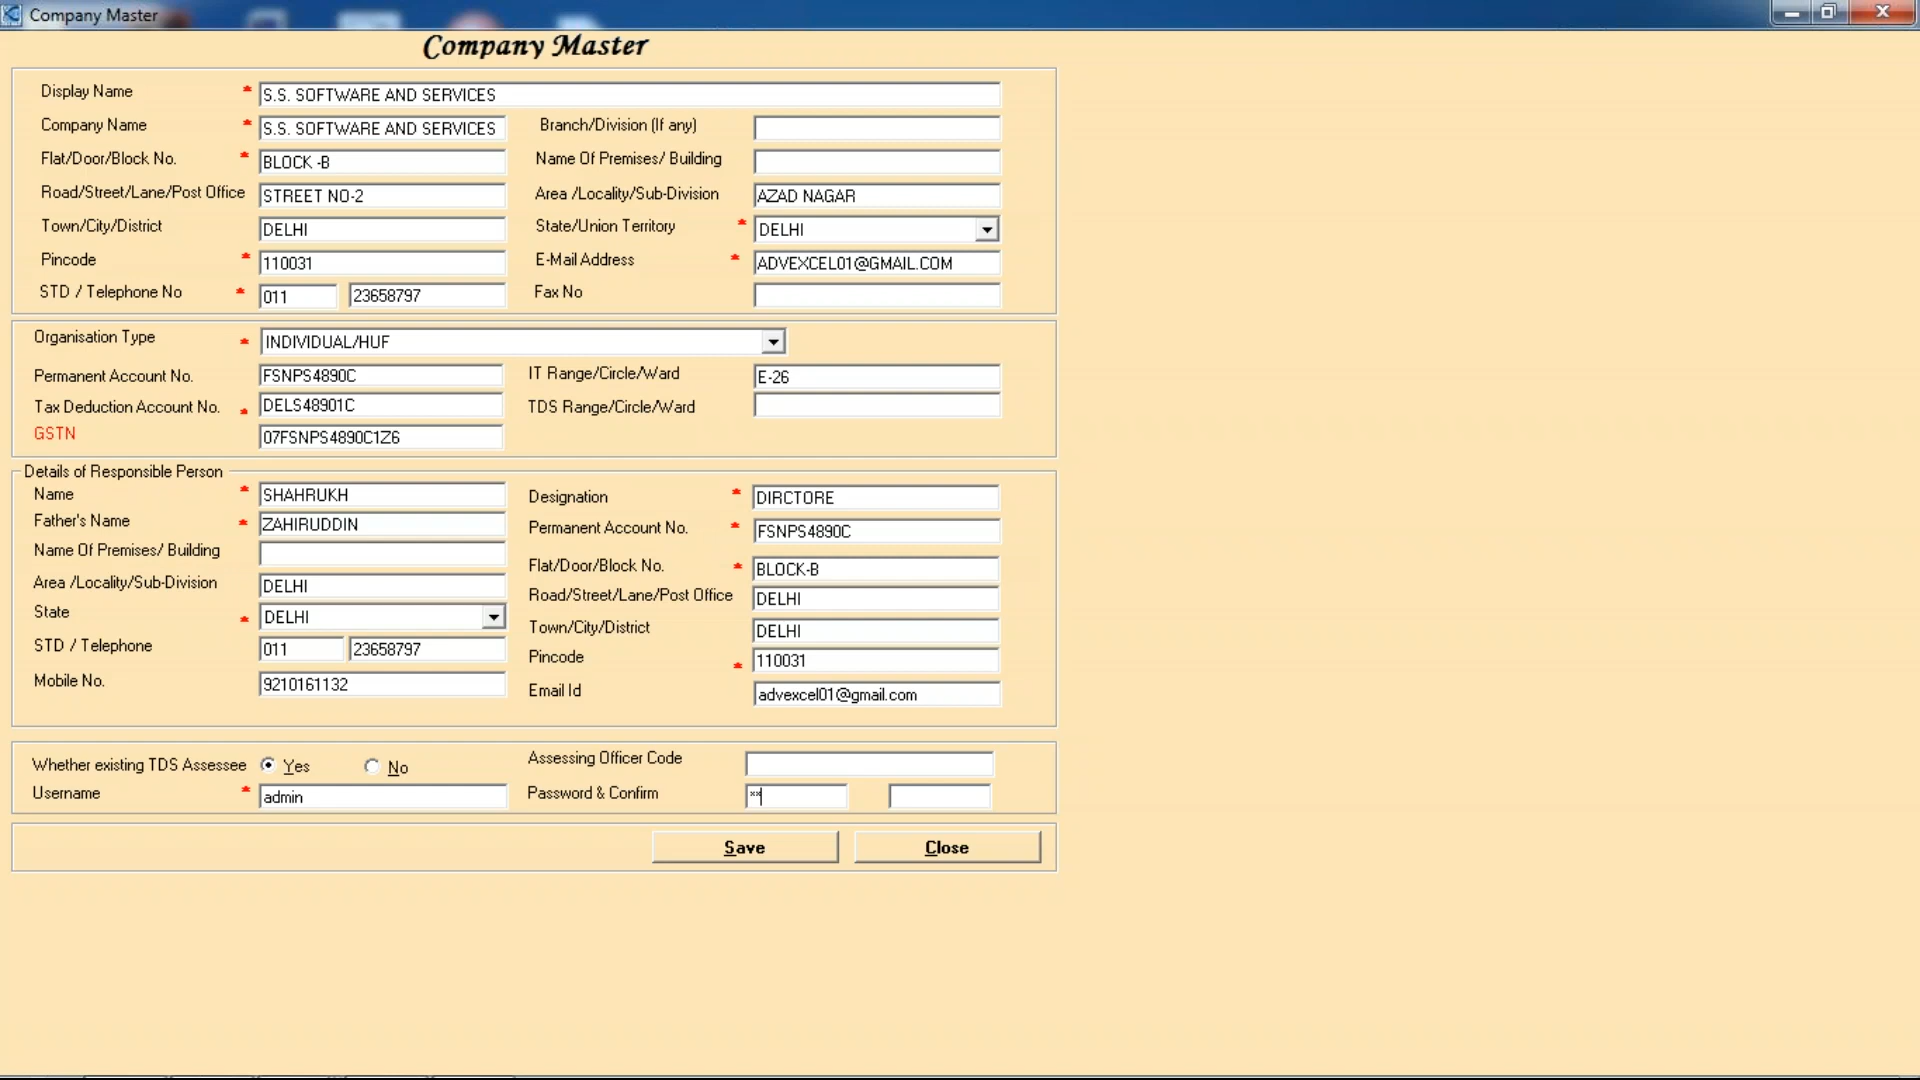 Company Master
Company Master
Display Name * S.S. SOFTWARE AND SERVICES
Company Name * S.S. SOFTWARE AND SERVICES Branch/Division (If any)
Flat/Door/Block No. * BLOCK -B Name Of Premises/ Building
Road/Street/Lane/Post Office STREET NO-2 Area /Locality/Sub-Division AZAD NAGAR
Town/City/District DELHI State/Union Territory * DELHI
Pincode * 110031 E-Mail Address * ADVEXCEL01@GMAIL.COM
STD / Telephone No * 011 23658797 Fax No
Organisation Type * INDIVIDUAL/HUF
Permanent Account No. FSNPS4890C IT Range/Circle/Ward E-26
Tax Deduction Account No. * DELS48901C TDS Range/Circle/Ward
GSTN 07FSNPS4890C1Z6
Details of Responsible Person
Name * SHAHRUKH Designation * DIRCTORE
Father's Name * ZAHIRUDDIN Permanent Account No. * FSNPS4890C
Name Of Premises/ Building Flat/Door/Block No. * BLOCK-B
Area /Locality/Sub-Division DELHI Road/Street/Lane/Post Office DELHI
State * DELHI Town/City/District DELHI
STD / Telephone 011 23658797 Pincode * 110031
Mobile No. 9210161132 Email Id advexcel01@gmail.com
Whether existing TDS Assessee Yes No Assessing Officer Code
Username * admin Password & Confirm **
Save Close